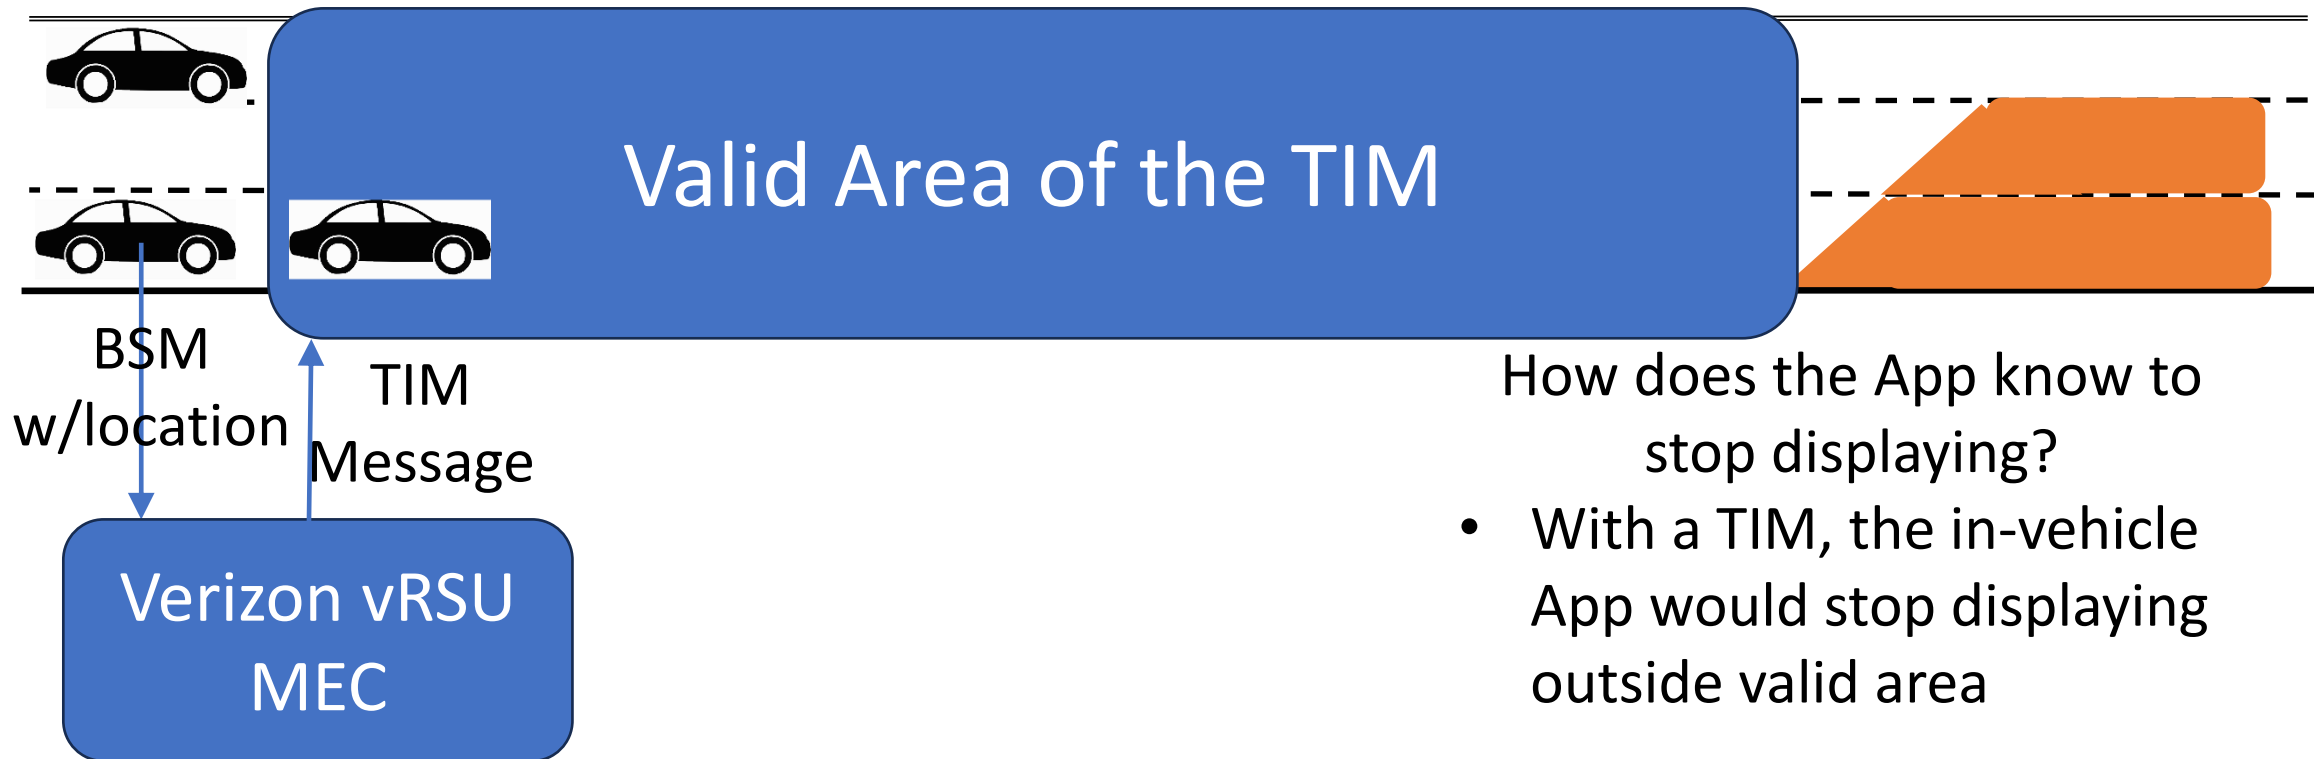 Valid Area of the TIM
BSM
w/location
TIM
Message
Verizon vRSU
MEC
How does the App know to
stop displaying?
• With a TIM, the in-vehicle
App would stop displaying
outside valid area